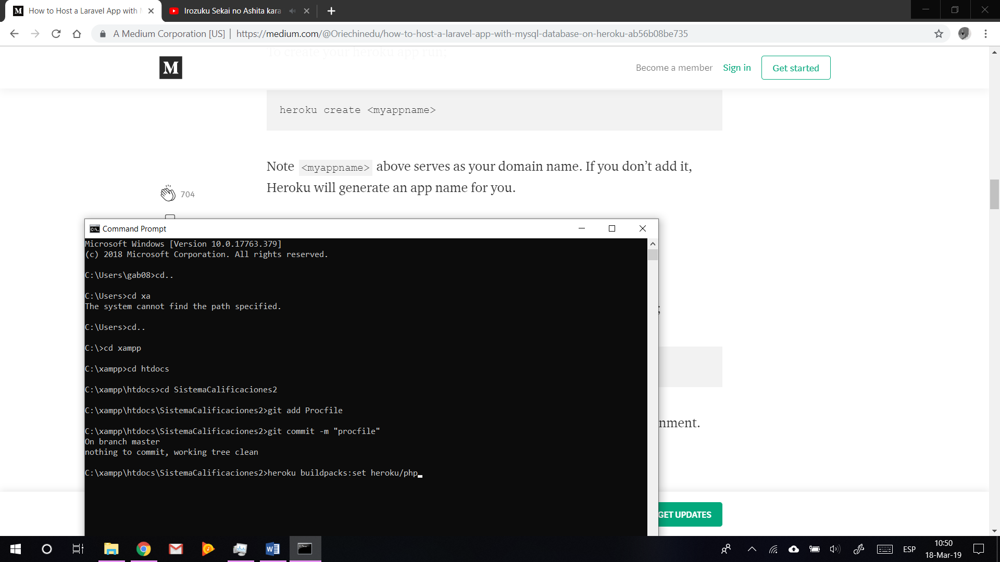 How to Host a Laravel App with M
Irozuku Sekai no Ashita kara
A Medium Corporation [US] | https://medium.com/@Oriechinedu/how-to-host-a-laravel-app-with-mysql-database-on-heroku-ab56b08be735
To create your heroku app run:
M
Become a member
Sign in
Get started
heroku create <myappname>
Note <myappname> above serves as your domain name. If you don’t add it,
Heroku will generate an app name for you.
704
Command Prompt
Microsoft Windows [Version 10.0.17763.379]
(c) 2018 Microsoft Corporation. All rights reserved.
C:\Users\gab08>cd..
C:\Users>cd xa
The system cannot find the path specified.
C:\Users>cd..
C:\>cd xampp
C:\xampp>cd htdocs
C:\xampp\htdocs>cd SistemaCalificaciones2
C:\xampp\htdocs\SistemaCalificaciones2>git add Procfile
C:\xampp\htdocs\SistemaCalificaciones2>git commit -m "procfile"
On branch master
nothing to commit, working tree clean
C:\xampp\htdocs\SistemaCalificaciones2>heroku buildpacks:set heroku/php
;
nment.
GET UPDATES
ESP
10:50
18-Mar-19